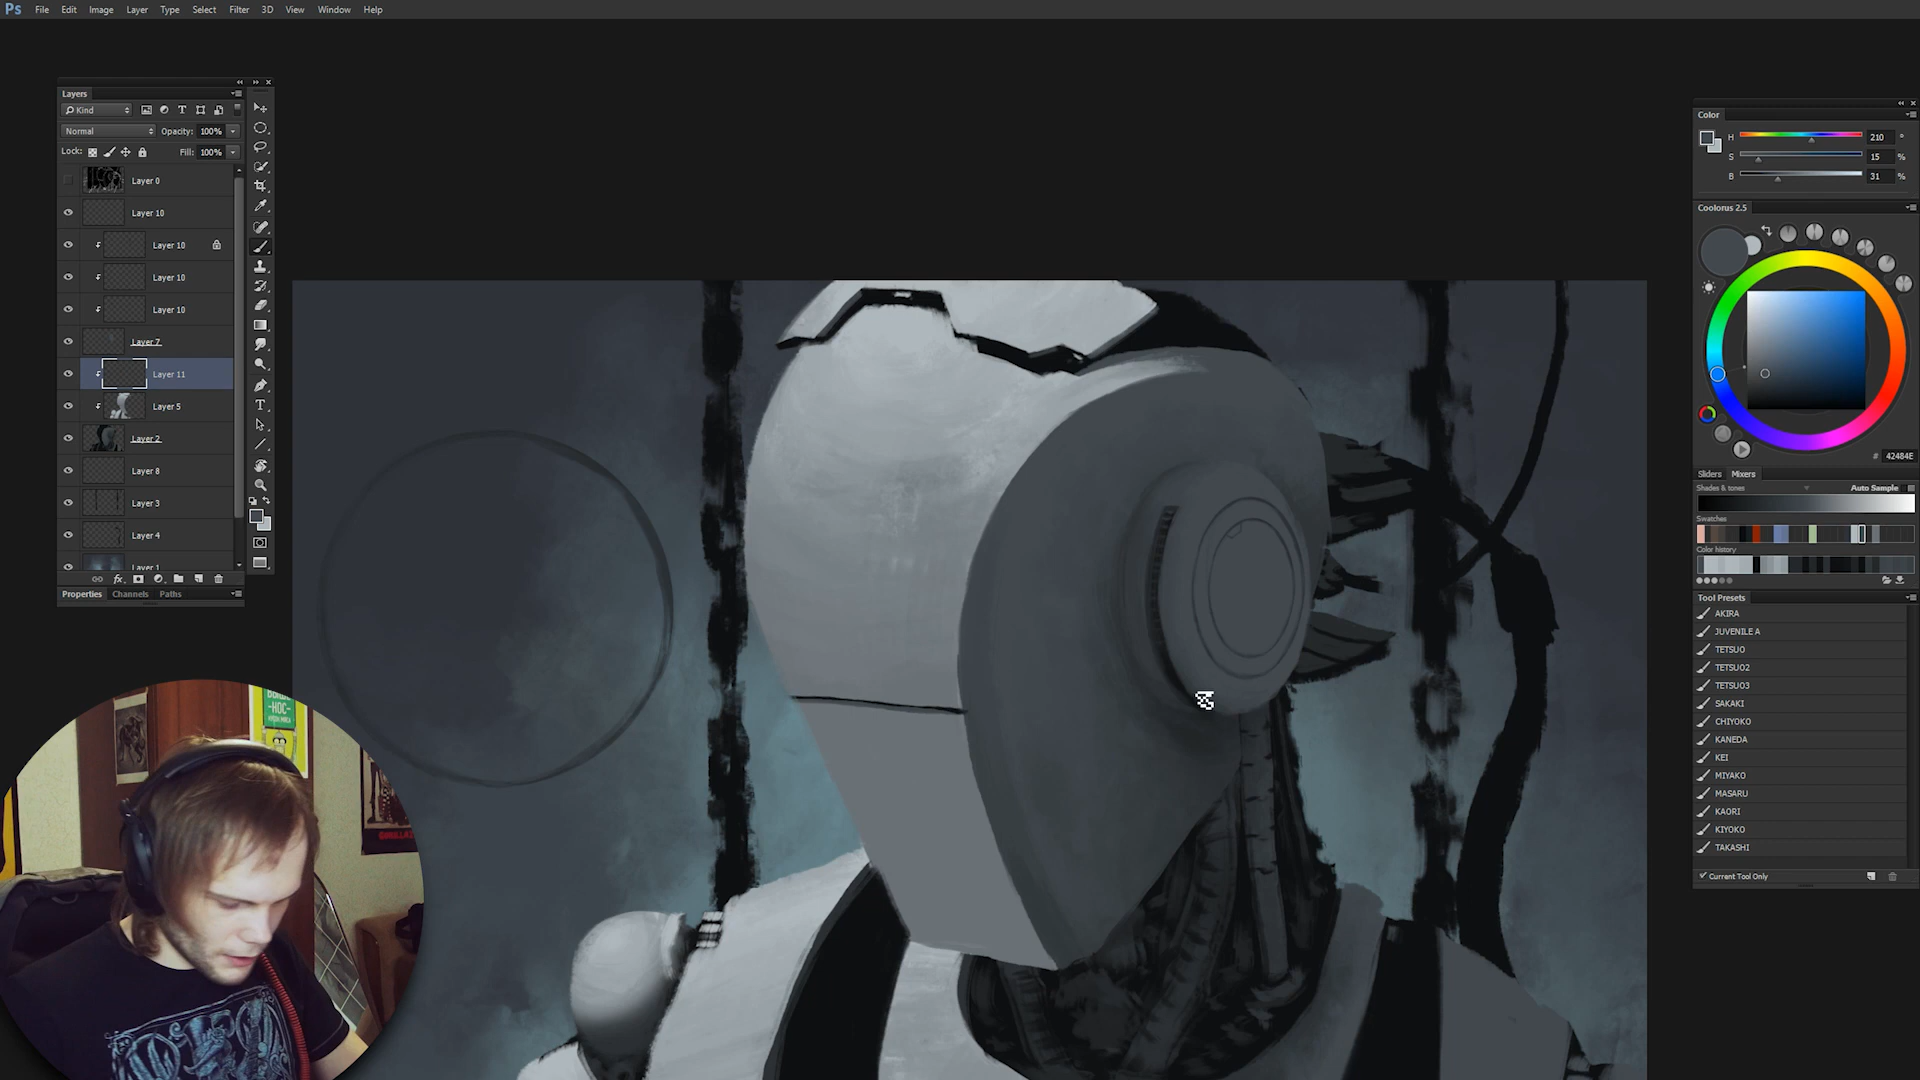 Ps File Edit Image Layer Type Select Filter 3D View Window Help
Layers
Kind
Normal Opacity: 100%
Lock: Fill: 100%
Layer 0
Layer 10
Layer 10
Layer 10
Layer 10
Layer 7
Layer 11
Layer 5
Layer 2
Layer 8
Layer 3
Layer 4
Layer 1
fx
Properties Channels Paths
Color
H 210 °
S 15 %
B 31 %
Coolorus 2.5
# 42484E
Sliders Mixers
Shades & tones Auto Sample
Swatches
Color history
Tool Presets
AKIRA
JUVENILE A
TETSUO
TETSUO2
TETSUO3
SAKAKI
CHIYOKO
KANEDA
KEI
MIYAKO
MASARU
KAORI
KIYOKO
TAKASHI
Current Tool Only
-НОС-